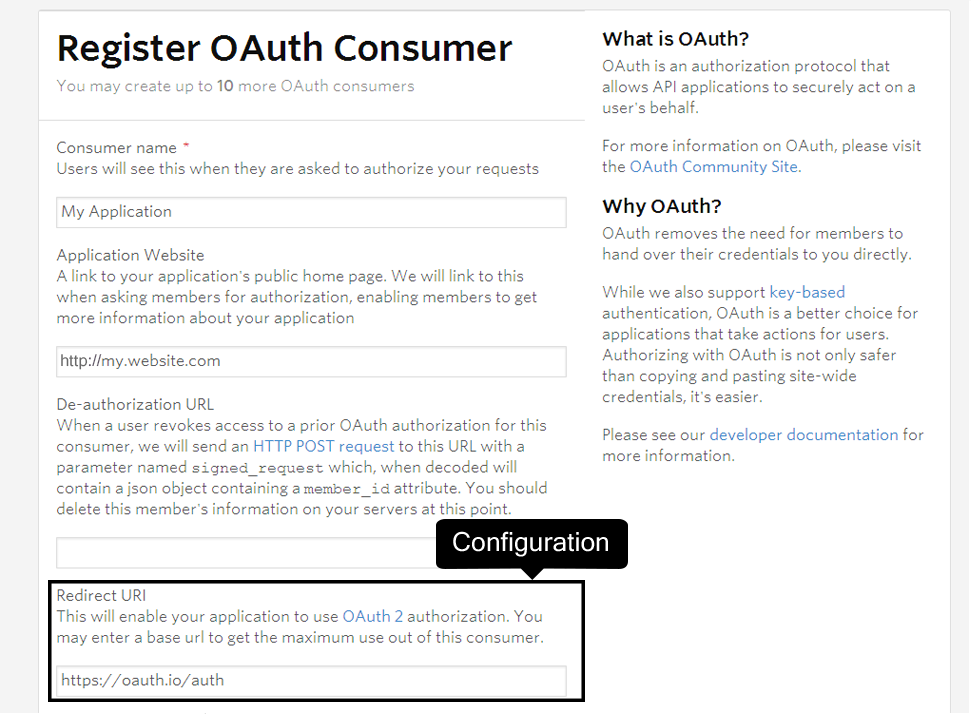 Register OAuth Consumer
You may create up to 10 more OAuth consumers
Consumer name *
Users will see this when they are asked to authorize your requests
My Application
Application Website
A link to your application's public home page. We will link to this
when asking members for authorization, enabling members to get
more information about your application
http://my.website.com
De-authorization URL
When a user revokes access to a prior OAuth authorization for this
consumer, we will send an HTTP POST request to this URL with a
parameter named signed_request which, when decoded will
contain a json object containing a member_id attribute. You should
delete this member's information on your servers at this point.
Configuration
Redirect URI
This will enable your application to use OAuth 2 authorization. You
may enter a base url to get the maximum use out of this consumer.
https://oauth.io/auth
What is OAuth?
OAuth is an authorization protocol that
allows API applications to securely act on a
user's behalf.
For more information on OAuth, please visit
the OAuth Community Site.
Why OAuth?
OAuth removes the need for members to
hand over their credentials to you directly.
While we also support key-based
authentication, OAuth is a better choice for
applications that take actions for users.
Authorizing with OAuth is not only safer
than copying and pasting site-wide
credentials, it's easier.
Please see our developer documentation for
more information.